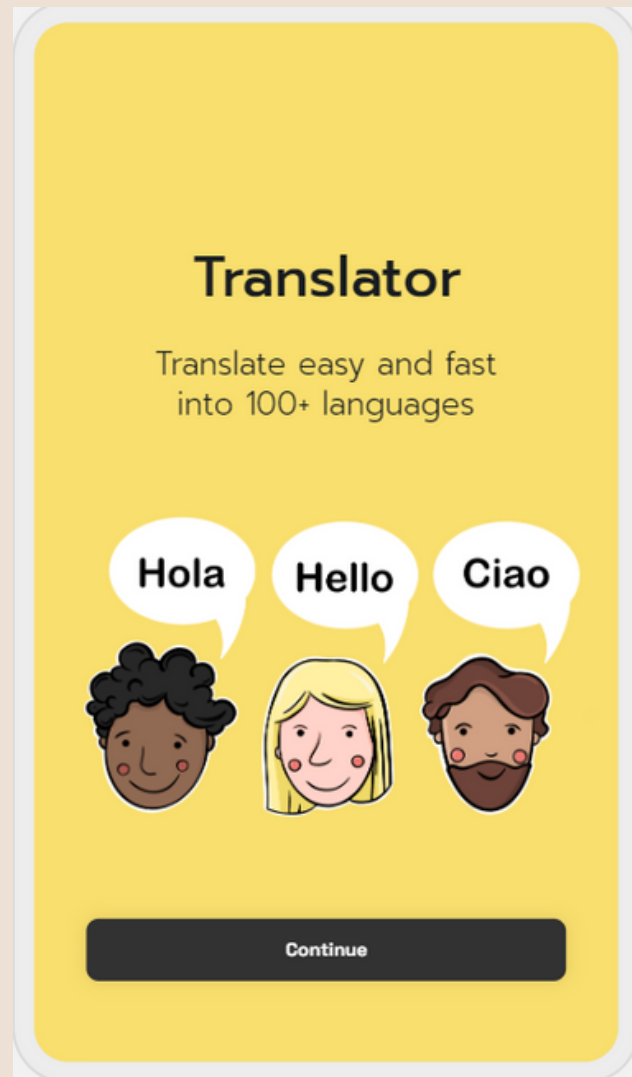 Translator
Translate easy and fast
into 100+ languages
Hola
Hello
Ciao
Continue